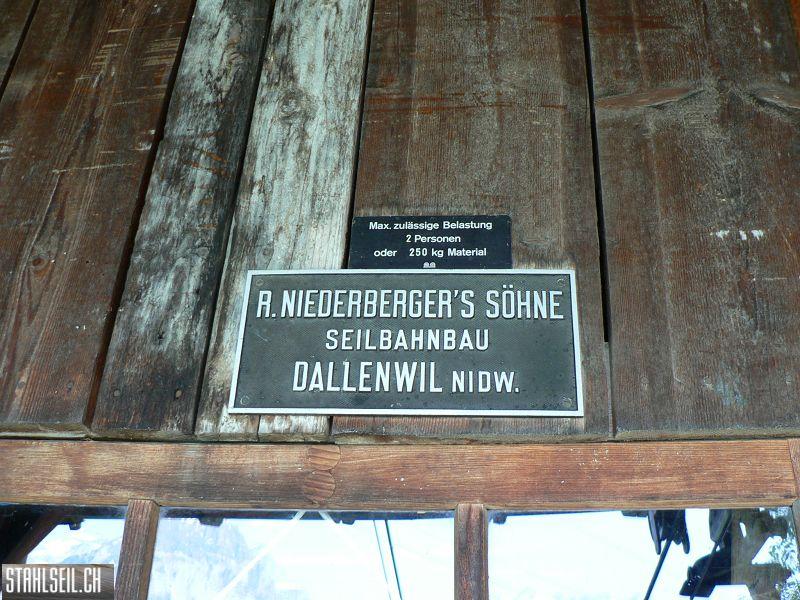 Max. zulässige Belastung
2 Personen
oder 250 kg Material
R. NIEDERBERGER'S SÖHNE
SEILBAHNBAU
DALLENWIL NIDW.
STAHLSEIL.CH